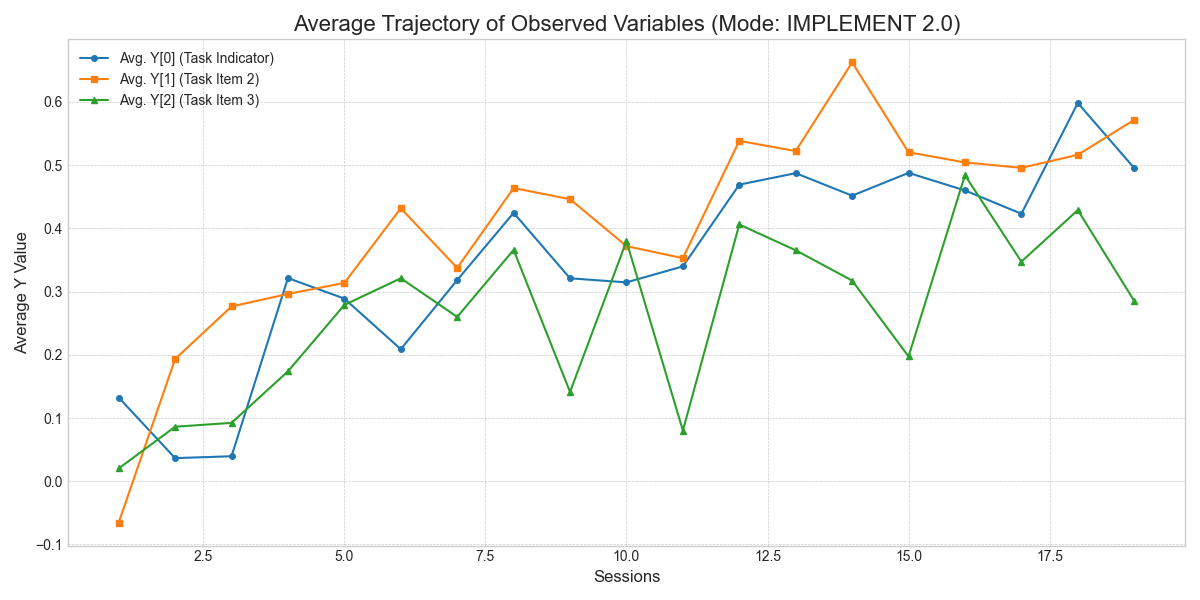 Average Trajectory of Observed Variables (Mode: IMPLEMENT 2.0)
Avg. Y[0] (Task Indicator)
Avg. Y[1] (Task Item 2)
Avg. Y[2] (Task Item 3)
Average Y Value
0.6
0.5
0.4
0.3
0.2
0.1
0.0
−0.1
2.5 5.0 7.5 10.0 12.5 15.0 17.5
Sessions